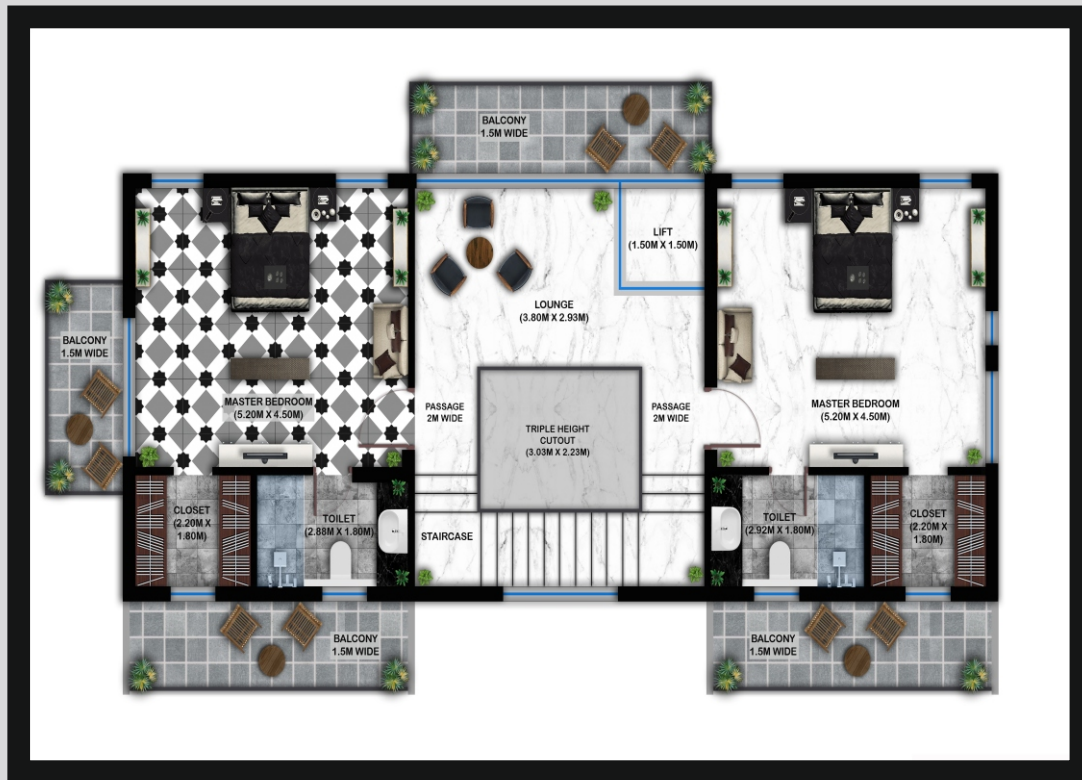 BALCONY
1.5M WIDE
LIFT
(1.50M X 1.50M)
LOUNGE
(3.80M X 2.93M)
BALCONY
1.5M WIDE
MASTER BEDROOM
(5.20M X 4.50M)
PASSAGE
2M WIDE
TRIPLE HEIGHT
CUTOUT
(3.03M X 2.23M)
PASSAGE
2M WIDE
MASTER BEDROOM
(5.20M X 4.50M)
CLOSET
(2.20M X
1.80M)
TOILET
(2.88M X 1.80M)
STAIRCASE
TOILET
(2.92M X 1.80M)
CLOSET
(2.20M X
1.80M)
BALCONY
1.5M WIDE
BALCONY
1.5M WIDE